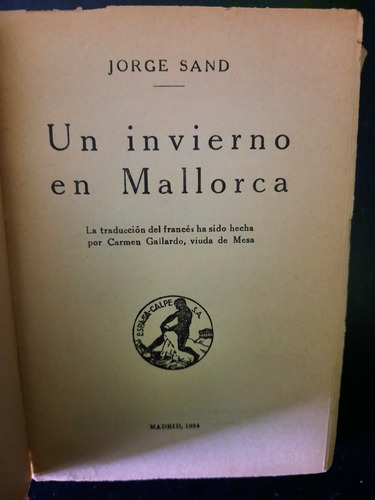 JORGE SAND
Un invierno
en Mallorca
La traducción del francés ha sido hecha
por Carmen Gallardo, viuda de Mesa
ESPASA-CALPE S.A.
MADRID, 1934